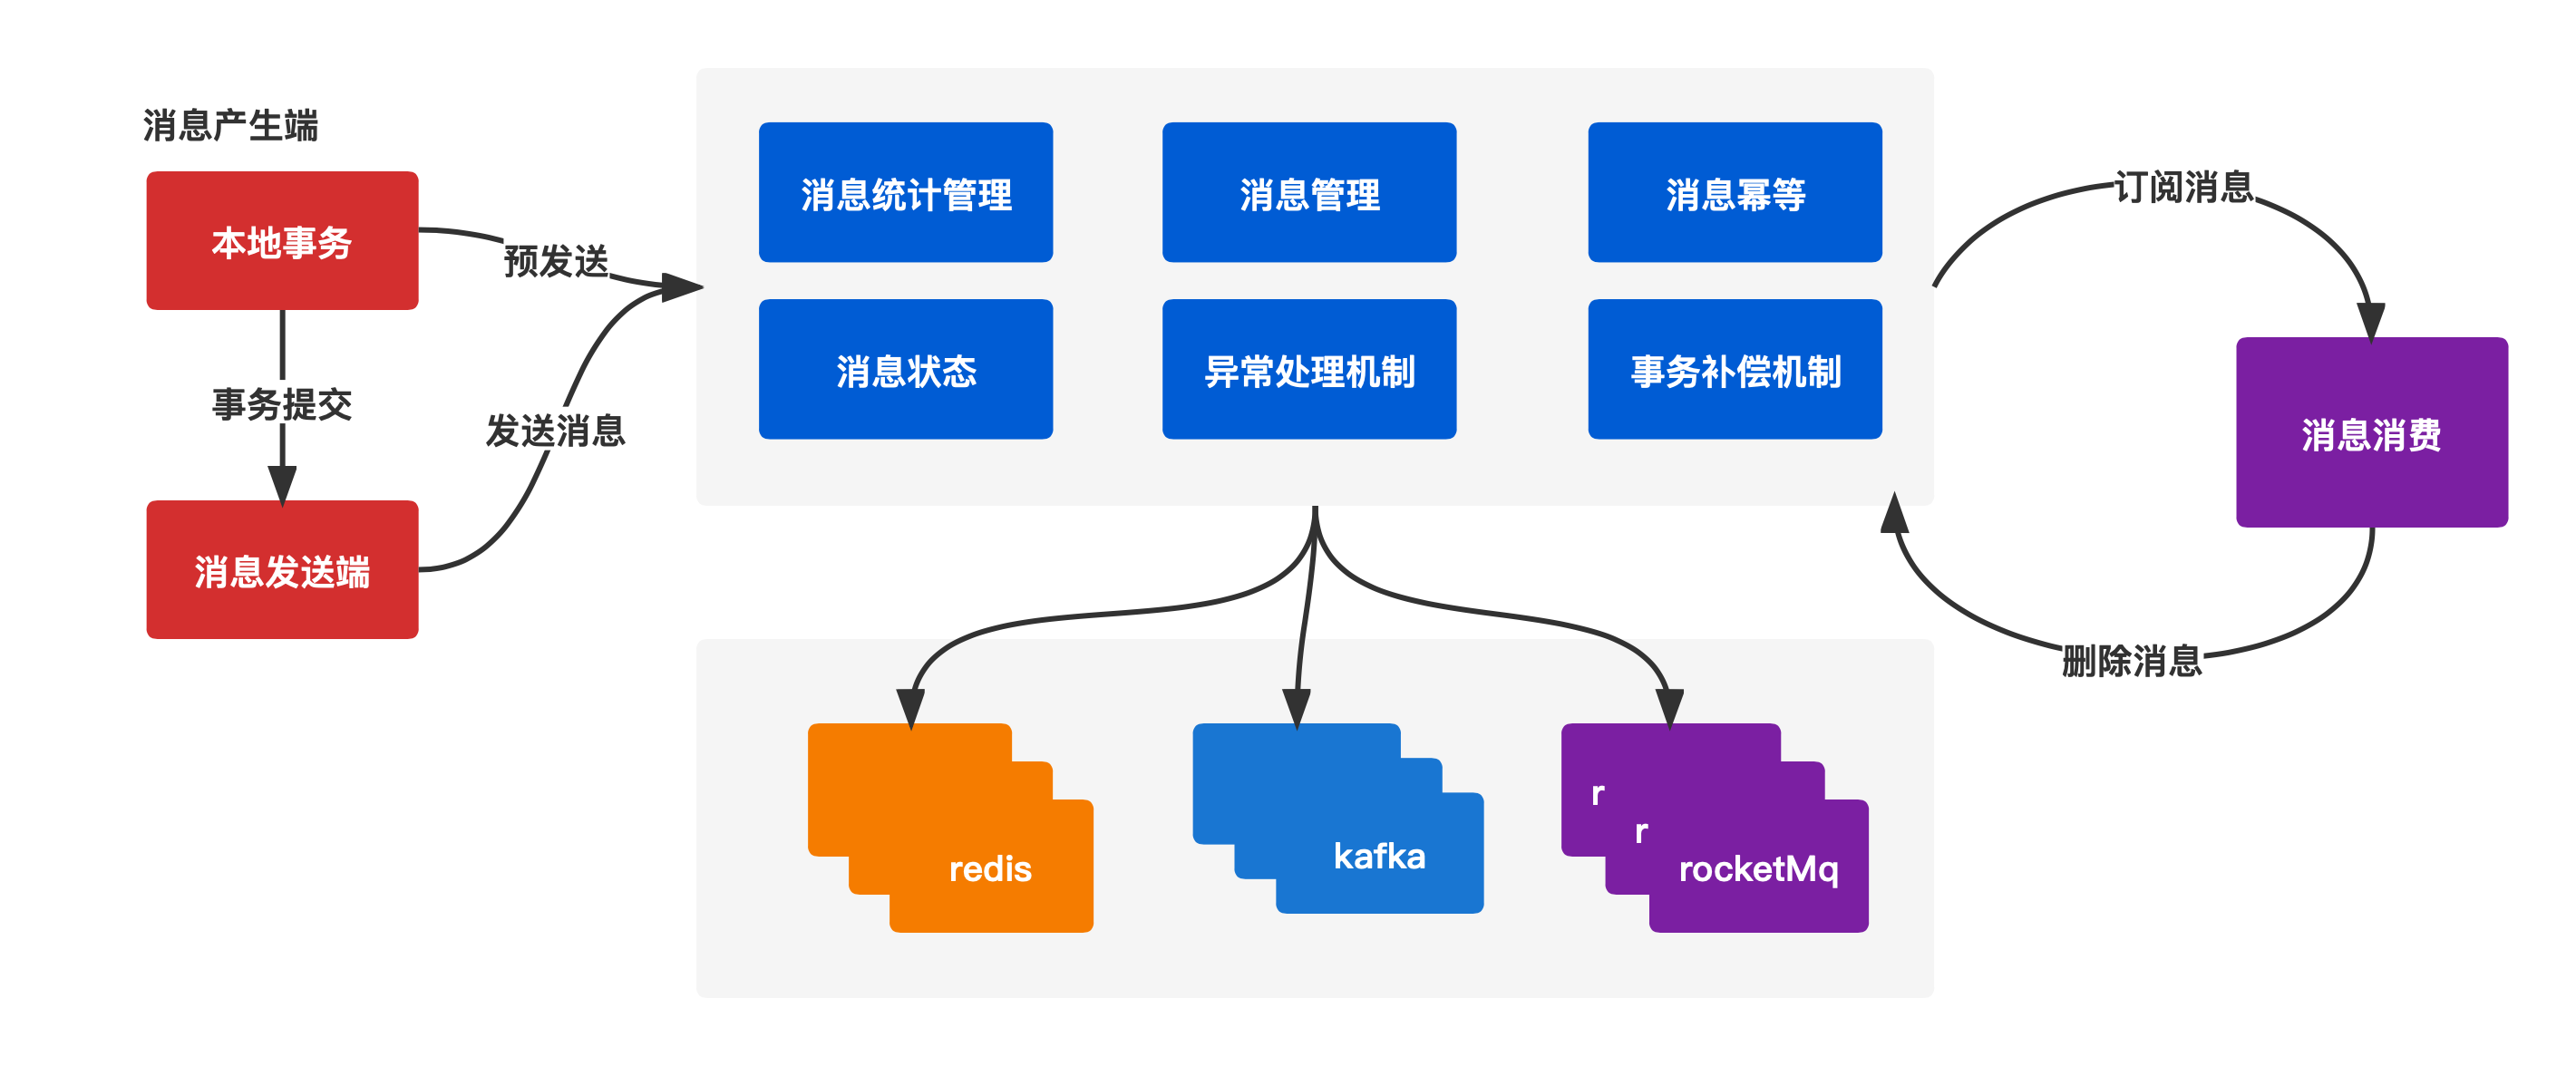 消息产生端
本地事务
预发送
事务提交
发送消息
消息发送端
消息统计管理
消息管理
消息幂等
消息状态
异常处理机制
事务补偿机制
订阅消息
消息消费
删除消息
redis
kafka
r
r
rocketMq